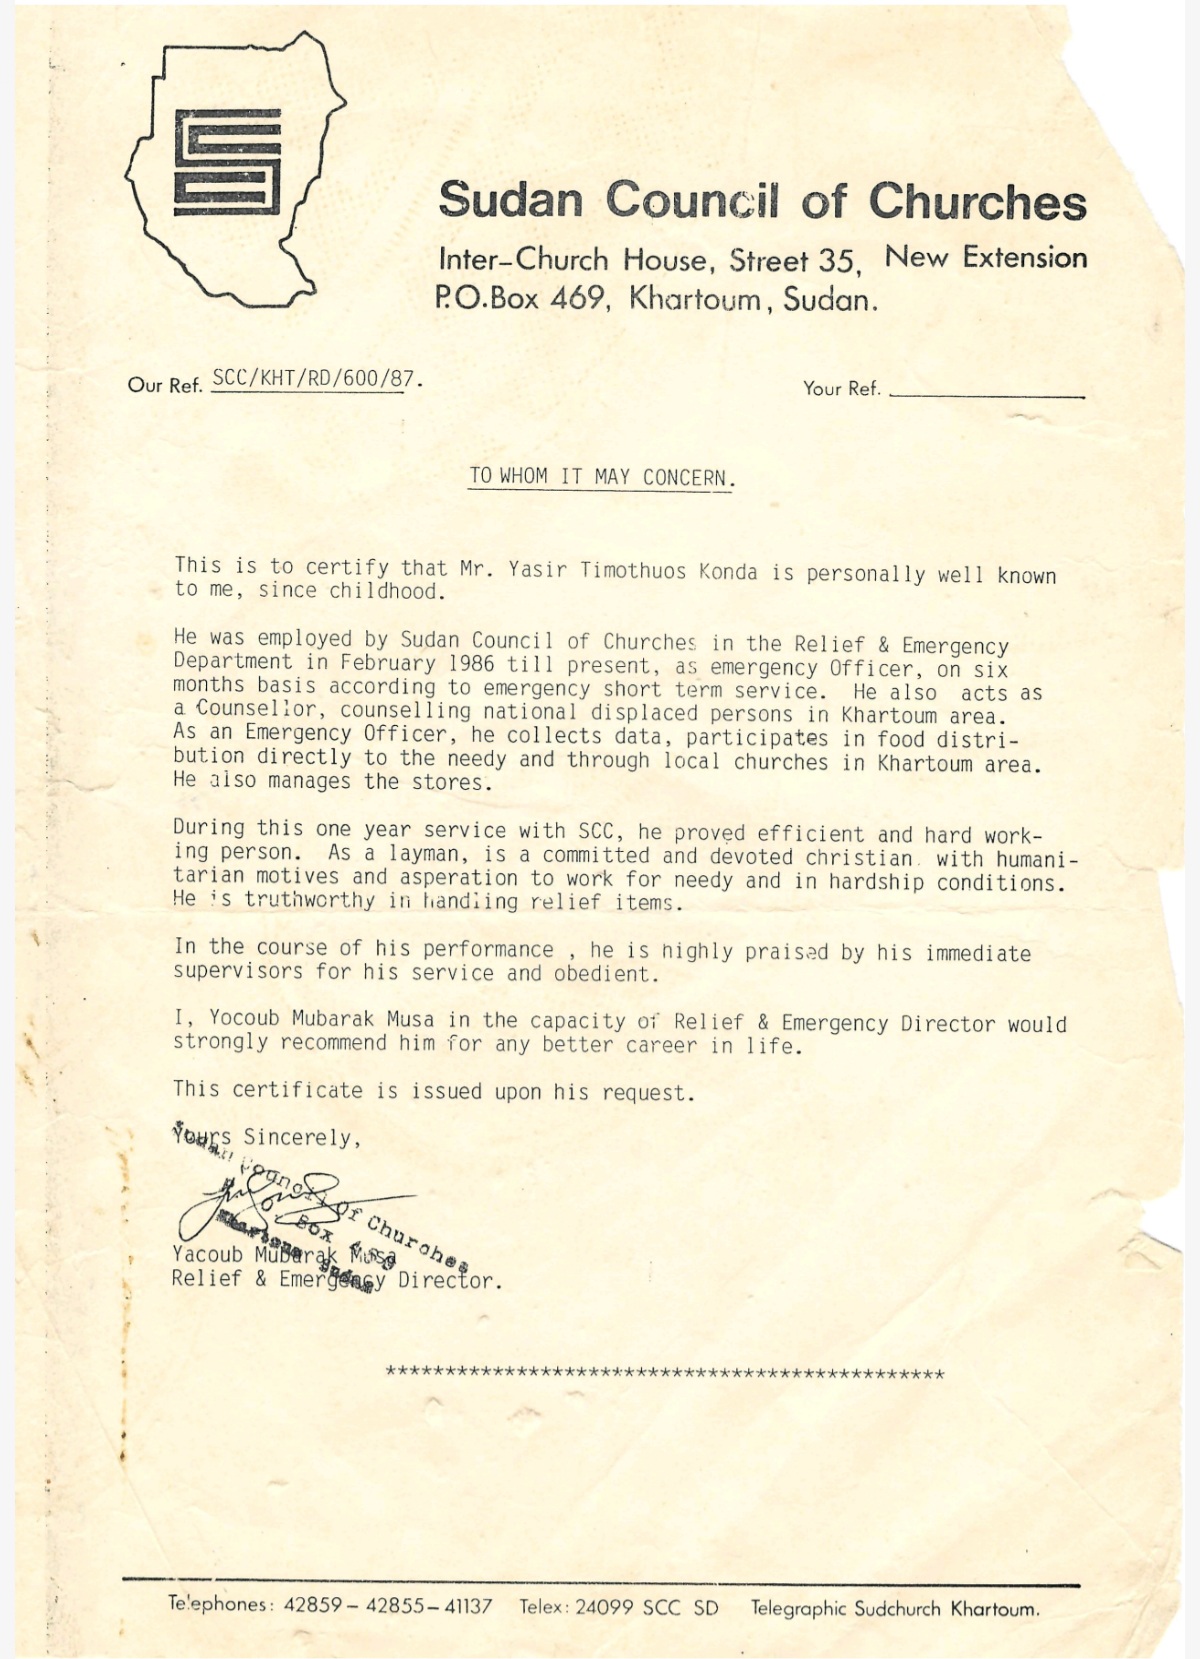 Sudan Council of Churches
Inter-Church House, Street 35, New Extension
P.O.Box 469, Khartoum, Sudan.
Our Ref. SCC/KHT/RD/600/87.
Your Ref.
TO WHOM IT MAY CONCERN.
This is to certify that Mr. Yasir Timothuos Konda is personally well known
to me, since childhood.
He was employed by Sudan Council of Churches in the Relief & Emergency
Department in February 1986 till present, as emergency Officer, on six
months basis according to emergency short term service. He also acts as
a Counsellor, counselling national displaced persons in Khartoum area.
As an Emergency Officer, he collects data, participates in food distri-
bution directly to the needy and through local churches in Khartoum area.
He also manages the stores.
During this one year service with SCC, he proved efficient and hard work-
ing person. As a layman, is a committed and devoted christian with humani-
tarian motives and asperation to work for needy and in hardship conditions.
He is truthworthy in handling relief items.
In the course of his performance , he is highly praised by his immediate
supervisors for his service and obedient.
I, Yocoub Mubarak Musa in the capacity of Relief & Emergency Director would
strongly recommend him for any better career in life.
This certificate is issued upon his request.
Yours Sincerely,
Sudan Council Of Churches
Box 469
Khartoum Sudan
Yacoub Mubarak Musa
Relief & Emergency Director.
***********************************************
Telephones: 42859 – 42855 – 41137 Telex: 24099 SCC SD Telegraphic Sudchurch Khartoum.